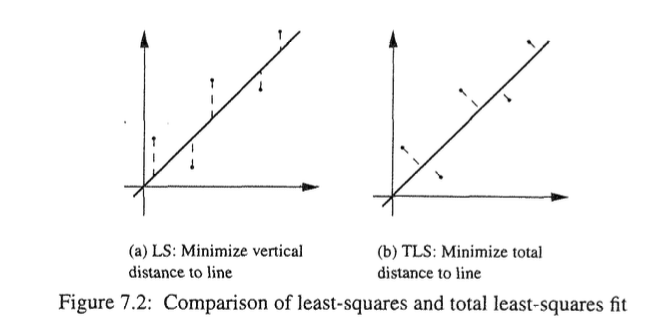 (a) LS: Minimize vertical
distance to line
(b) TLS: Minimize total
distance to line
Figure 7.2: Comparison of least-squares and total least-squares fit